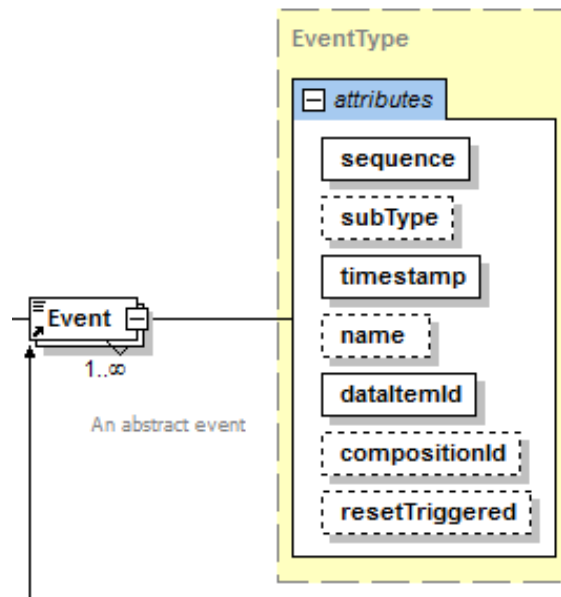 EventType
attributes
sequence
subType
timestamp
Event
name
1..∞
dataItemId
An abstract event
compositionId
resetTriggered